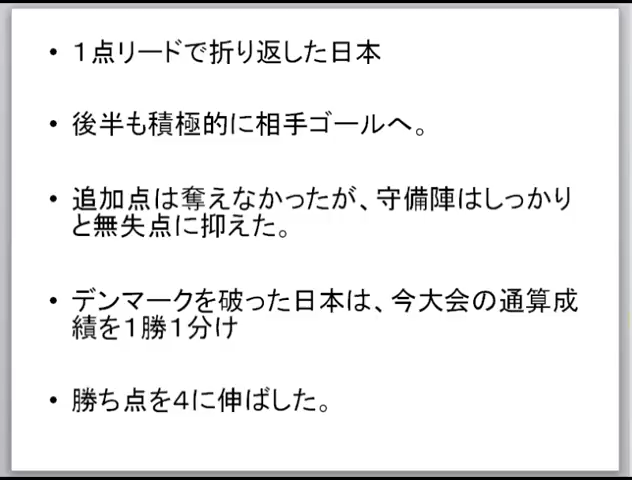 • １点リードで折り返した日本
• 後半も積極的に相手ゴールへ。
• 追加点は奪えなかったが、守備陣はしっかり
と無失点に抑えた。
• デンマークを破った日本は、今大会の通算成
績を１勝１分け
• 勝ち点を４に伸ばした。